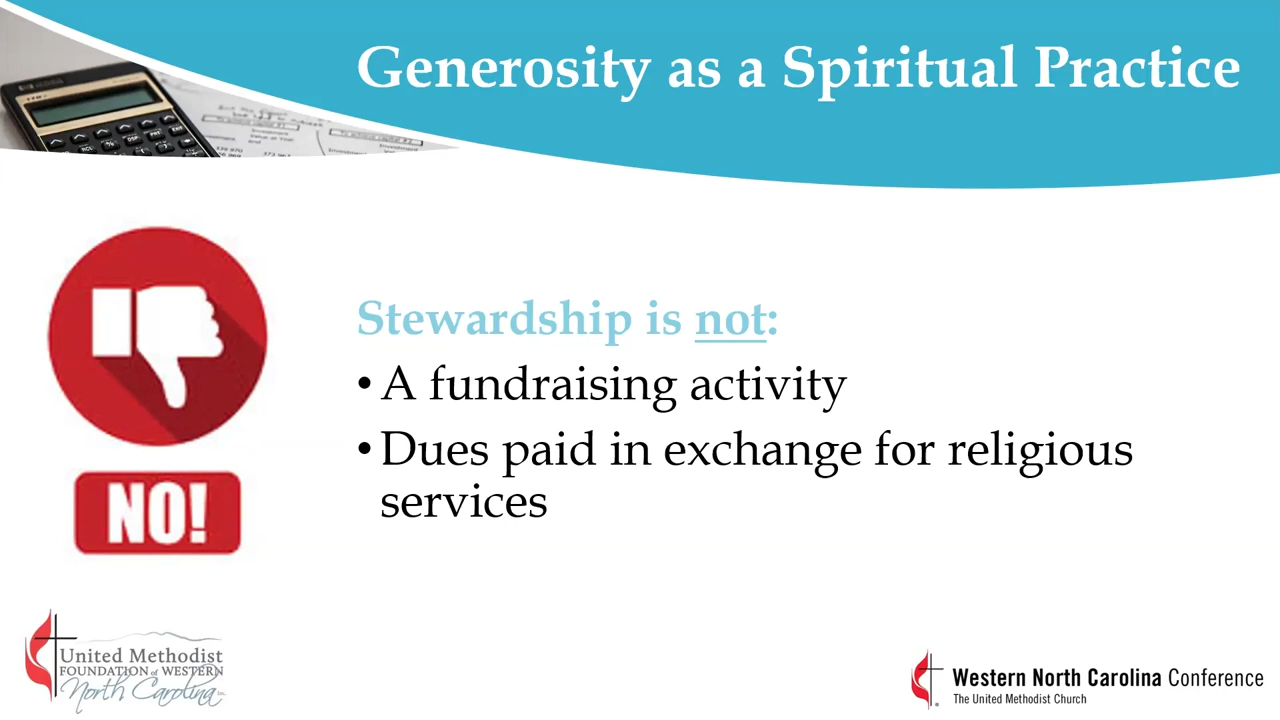 Generosity as a Spiritual Practice
Stewardship is not:
• A fundraising activity
• Dues paid in exchange for religious
services
NO!
United Methodist
FOUNDATION of WESTERN
North Carolina, Inc.
Western North Carolina Conference
The United Methodist Church